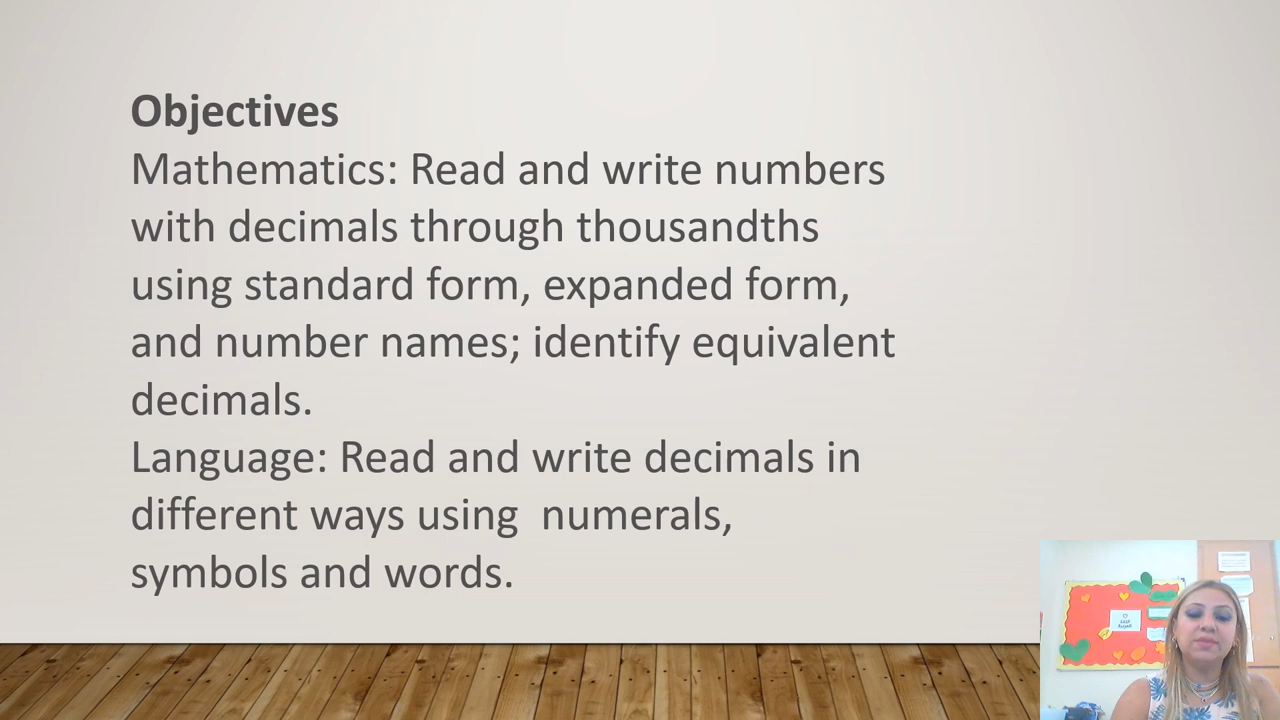 Objectives
Mathematics: Read and write numbers
with decimals through thousandths
using standard form, expanded form,
and number names; identify equivalent
decimals.
Language: Read and write decimals in
different ways using  numerals,
symbols and words.